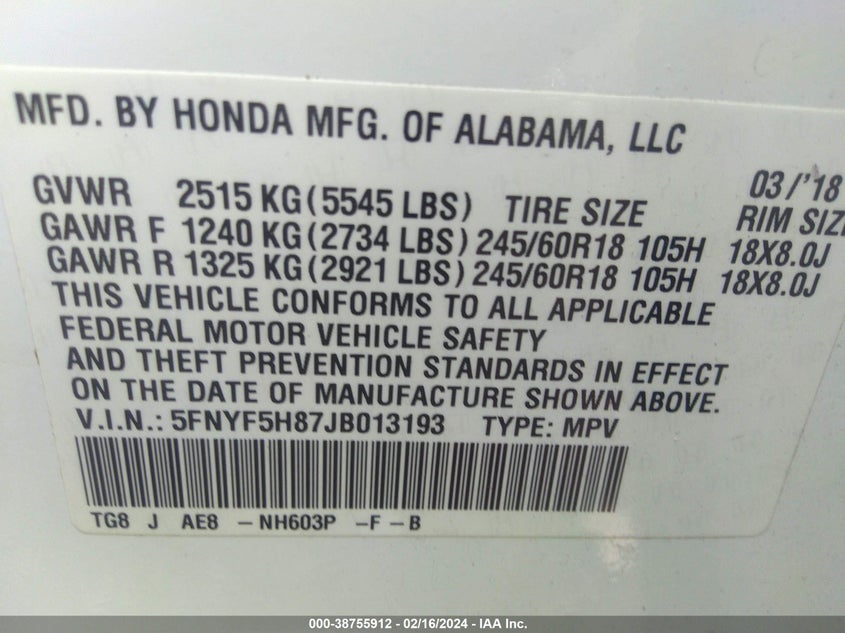 MFD. BY HONDA MFG. OF ALABAMA, LLC
03/'18
GVWR 2515 KG (5545 LBS) TIRE SIZE RIM SIZE
GAWR F 1240 KG (2734 LBS) 245/60R18 105H 18X8.0J
GAWR R 1325 KG (2921 LBS) 245/60R18 105H 18X8.0J
THIS VEHICLE CONFORMS TO ALL APPLICABLE
FEDERAL MOTOR VEHICLE SAFETY
AND THEFT PREVENTION STANDARDS IN EFFECT
ON THE DATE OF MANUFACTURE SHOWN ABOVE.
V.I.N.: 5FNYF5H87JB013193 TYPE: MPV
TG8 J AE8 – NH603P –F – B
000-38755912 - 02/16/2024 - IAA Inc.